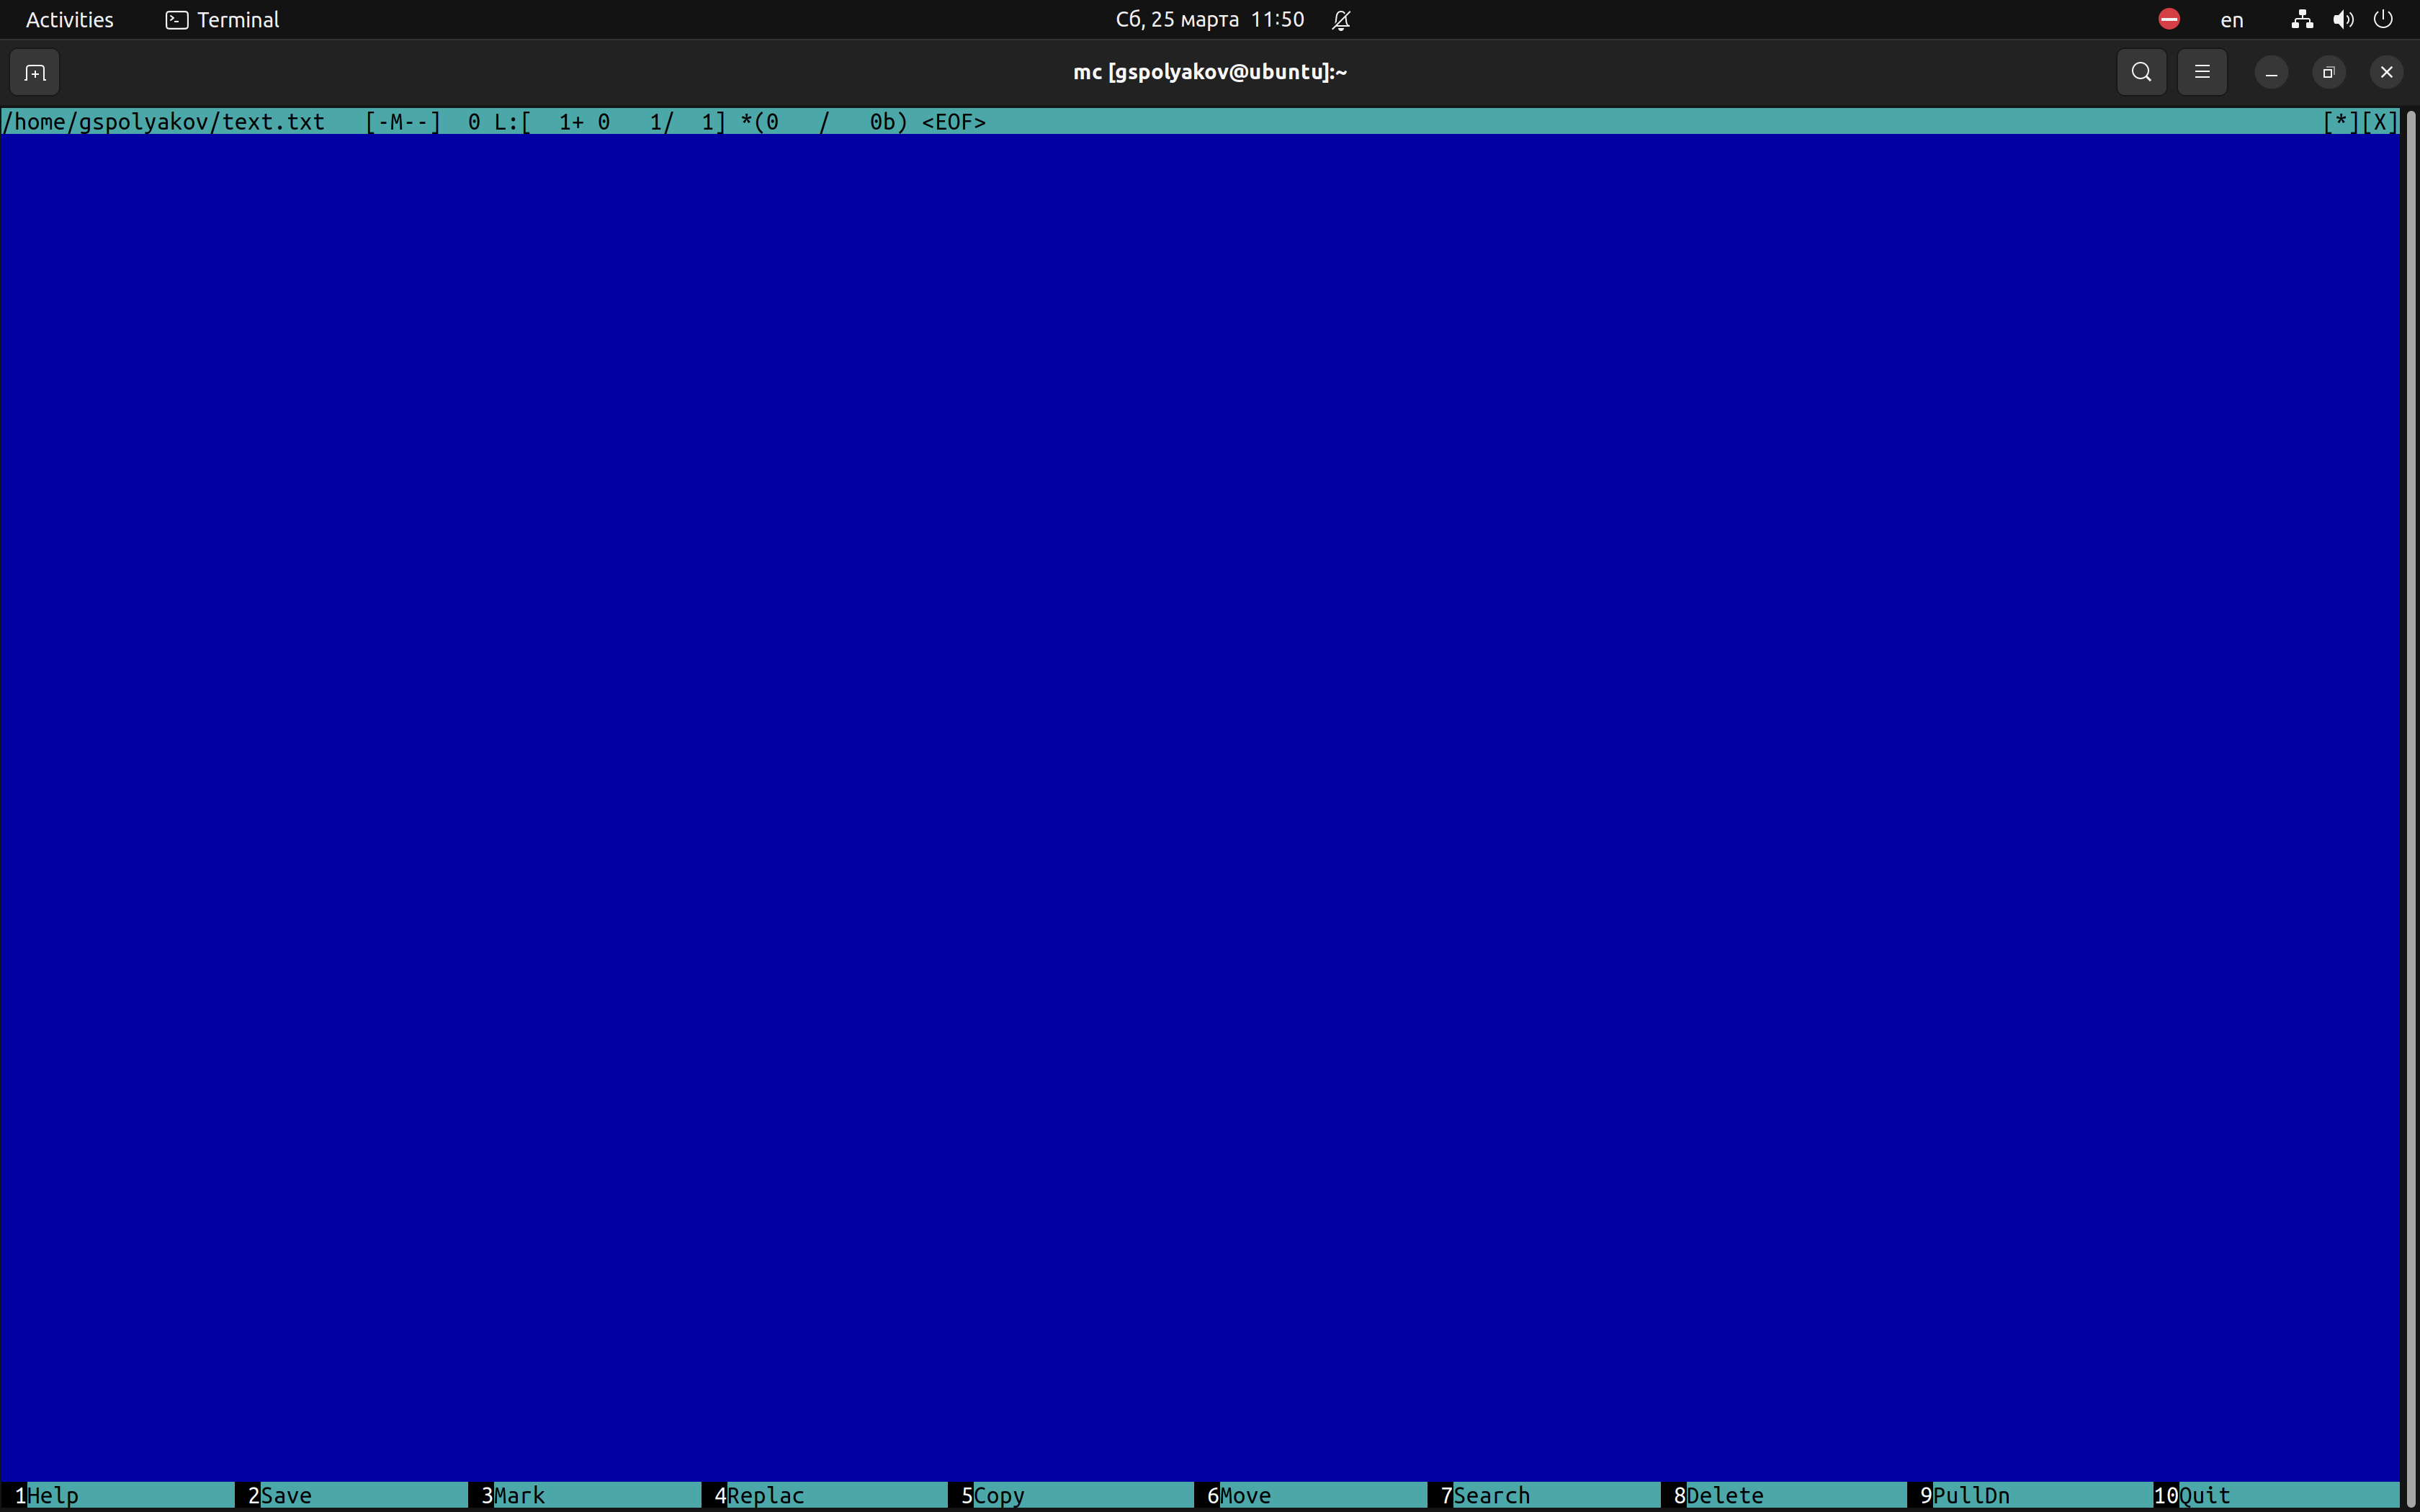 Activities Terminal Сб, 25 марта 11:50 en
mc [gspolyakov@ubuntu]:~
/home/gspolyakov/text.txt [-M--] 0 L:[ 1+ 0 1/ 1] *(0 / 0b) <EOF> [*][X]
1Help 2Save 3Mark 4Replac 5Copy 6Move 7Search 8Delete 9PullDn 10Quit